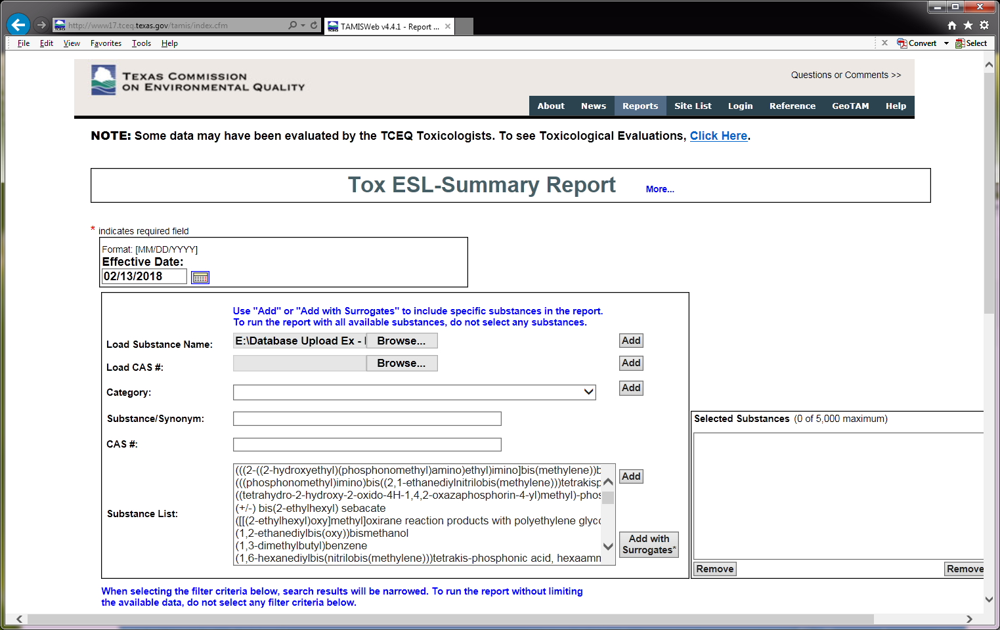 http://www17.tceq.texas.gov/tamis/index.cfm
TAMISWeb v4.4.1 - Report ...
File Edit View Favorites Tools Help
Convert Select
TEXAS COMMISSION
ON ENVIRONMENTAL QUALITY
Questions or Comments >>
About News Reports Site List Login Reference GeoTAM Help
NOTE: Some data may have been evaluated by the TCEQ Toxicologists. To see Toxicological Evaluations, Click Here.
Tox ESL-Summary Report More...
* indicates required field
Format: [MM/DD/YYYY]
Effective Date:
02/13/2018
Use "Add" or "Add with Surrogates" to include specific substances in the report.
To run the report with all available substances, do not select any substances.
Load Substance Name: E:\Database Upload Ex - Browse... Add
Load CAS #: Browse... Add
Category: Add
Substance/Synonym:
CAS #:
Substance List:
(((2-((2-hydroxyethyl)(phosphonomethyl)amino)ethyl)imino]bis(methylene))b
(((phosphonomethyl)imino)bis((2,1-ethanediylnitrilobis(methylene)))tetrakisp
((tetrahydro-2-hydroxy-2-oxido-4H-1,4,2-oxazaphosphorin-4-yl)methyl)-phos
(+/-) bis(2-ethylhexyl) sebacate
([[(2-ethylhexyl)oxy]methyl]oxirane reaction products with polyethylene glyco
(1,2-ethanediylbis(oxy))bismethanol
(1,3-dimethylbutyl)benzene
(1,6-hexanediylbis(nitrilobis(methylene)))tetrakis-phosphonic acid, hexaamm
Add
Add with
Surrogates*
Selected Substances (0 of 5,000 maximum)
Remove Remove
When selecting the filter criteria below, search results will be narrowed. To run the report without limiting
the available data, do not select any filter criteria below.